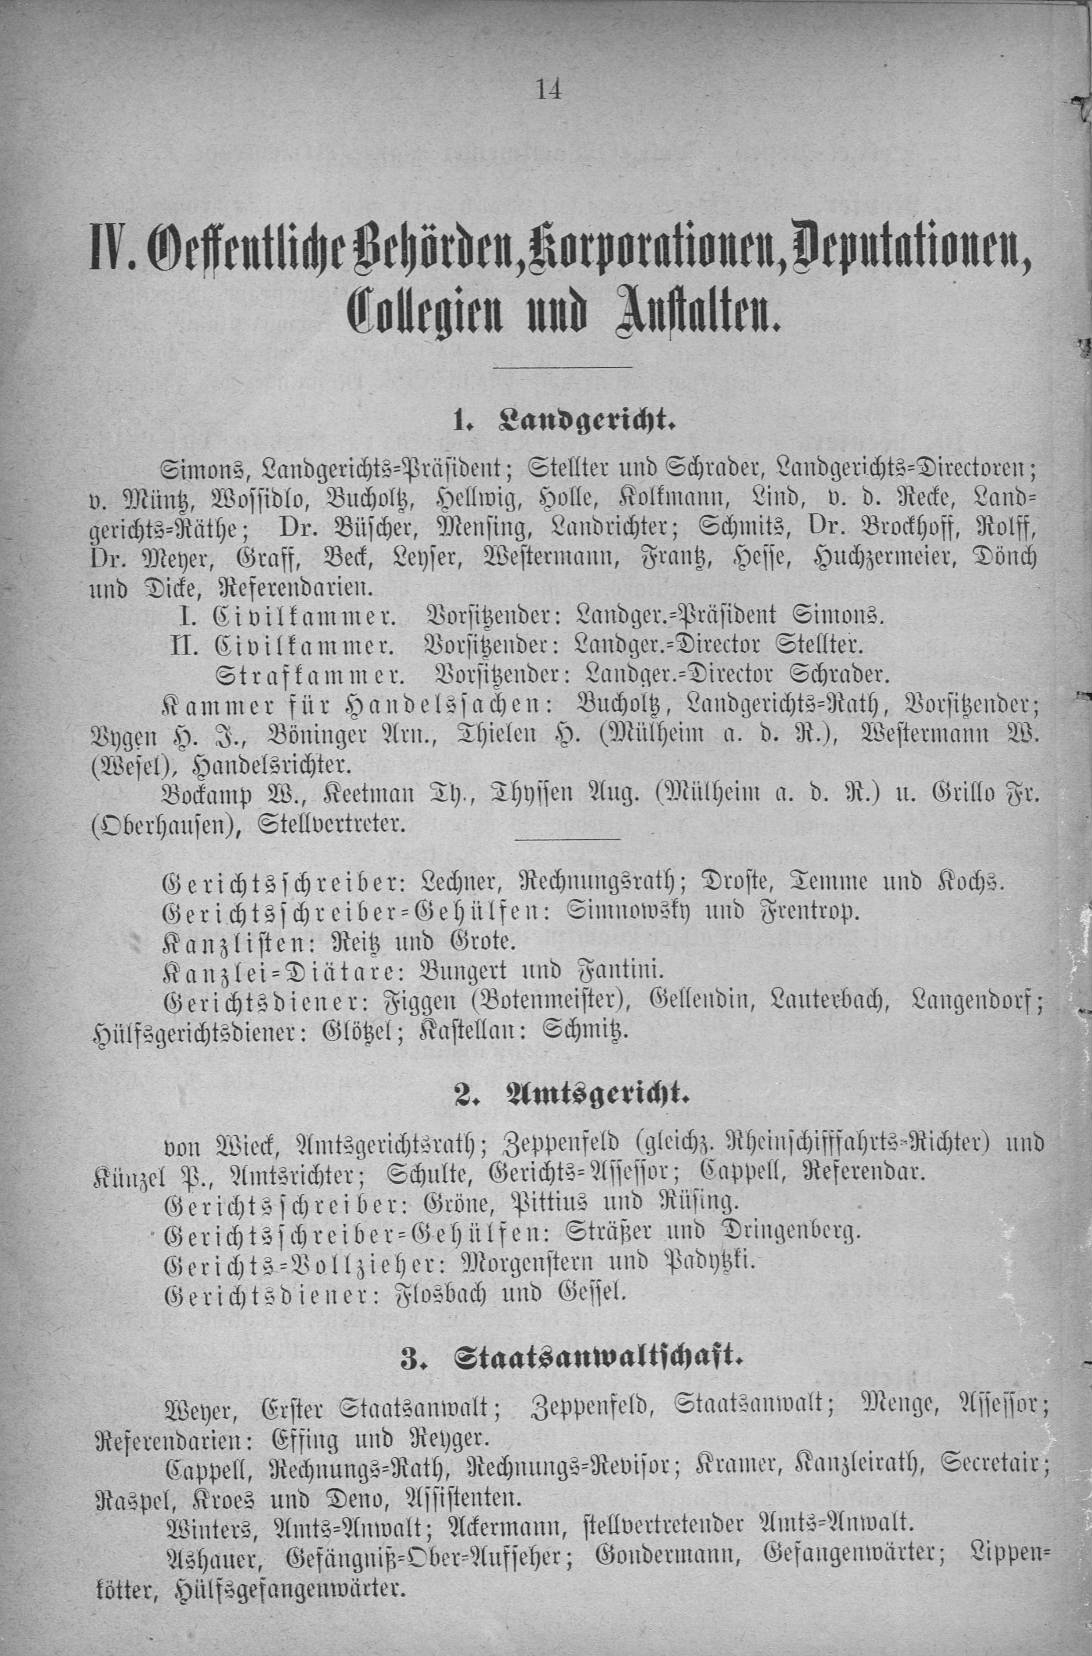 14
IV. Oeffentliche Behörden, Korporationen, Deputationen,
Collegien und Anstalten.
1. Landgericht.
Simons, Landgerichts-Präsident; Stellter und Schrader, Landgerichts-Directoren;
v. Müntz, Wossidlo, Bucholtz, Hellwig, Holle, Kolkmann, Lind, v. d. Recke, Land-
gerichts-Räthe; Dr. Büscher, Mensing, Landrichter; Schmits, Dr. Brockhoff, Rolff,
Dr. Meyer, Graff, Beck, Leyser, Westermann, Frantz, Hesse, Huchzermeier, Dönch
und Dicke, Referendarien.
I. Civilkammer. Vorsitzender: Landger.-Präsident Simons.
II. Civilkammer. Vorsitzender: Landger.-Director Stellter.
Strafkammer. Vorsitzender: Landger.-Director Schrader.
Kammer für Handelssachen: Bucholtz, Landgerichts-Rath, Vorsitzender;
Vygen H. J., Böninger Arn., Thielen H. (Mülheim a. d. R.), Westermann W.
(Wesel), Handelsrichter.
Bockamp W., Keetman Th., Thyssen Aug. (Mülheim a. d. R.) u. Grillo Fr.
(Oberhausen), Stellvertreter.
Gerichtsschreiber: Lechner, Rechnungsrath; Droste, Temme und Kochs.
Gerichtsschreiber-Gehülfen: Simnowsky und Frentrop.
Kanzlisten: Reitz und Grote.
Kanzlei-Diätare: Bungert und Fantini.
Gerichtsdiener: Figgen (Botenmeister), Gellendin, Lauterbach, Langendorf;
Hülfsgerichtsdiener: Glötzel; Kastellan: Schmitz.
2. Amtsgericht.
von Wieck, Amtsgerichtsrath; Zeppenfeld (gleichz. Rheinschifffahrts-Richter) und
Künzel P., Amtsrichter; Schulte, Gerichts-Assessor; Cappell, Referendar.
Gerichtsschreiber: Gröne, Pittius und Rüsing.
Gerichtsschreiber-Gehülfen: Sträßer und Dringenberg.
Gerichts-Vollzieher: Morgenstern und Padytzki.
Gerichtsdiener: Flosbach und Gessel.
3. Staatsanwaltschaft.
Weyer, Erster Staatsanwalt; Zeppenfeld, Staatsanwalt; Menge, Assessor;
Referendarien: Effing und Reyger.
Cappell, Rechnungs-Rath, Rechnungs-Revisor; Kramer, Kanzleirath, Secretair;
Raspel, Kroes und Deno, Assistenten.
Winters, Amts-Anwalt; Ackermann, stellvertretender Amts-Anwalt.
Ashauer, Gefängniß-Ober-Aufseher; Gondermann, Gefangenwärter; Lippen-
kötter, Hülfsgefangenwärter.